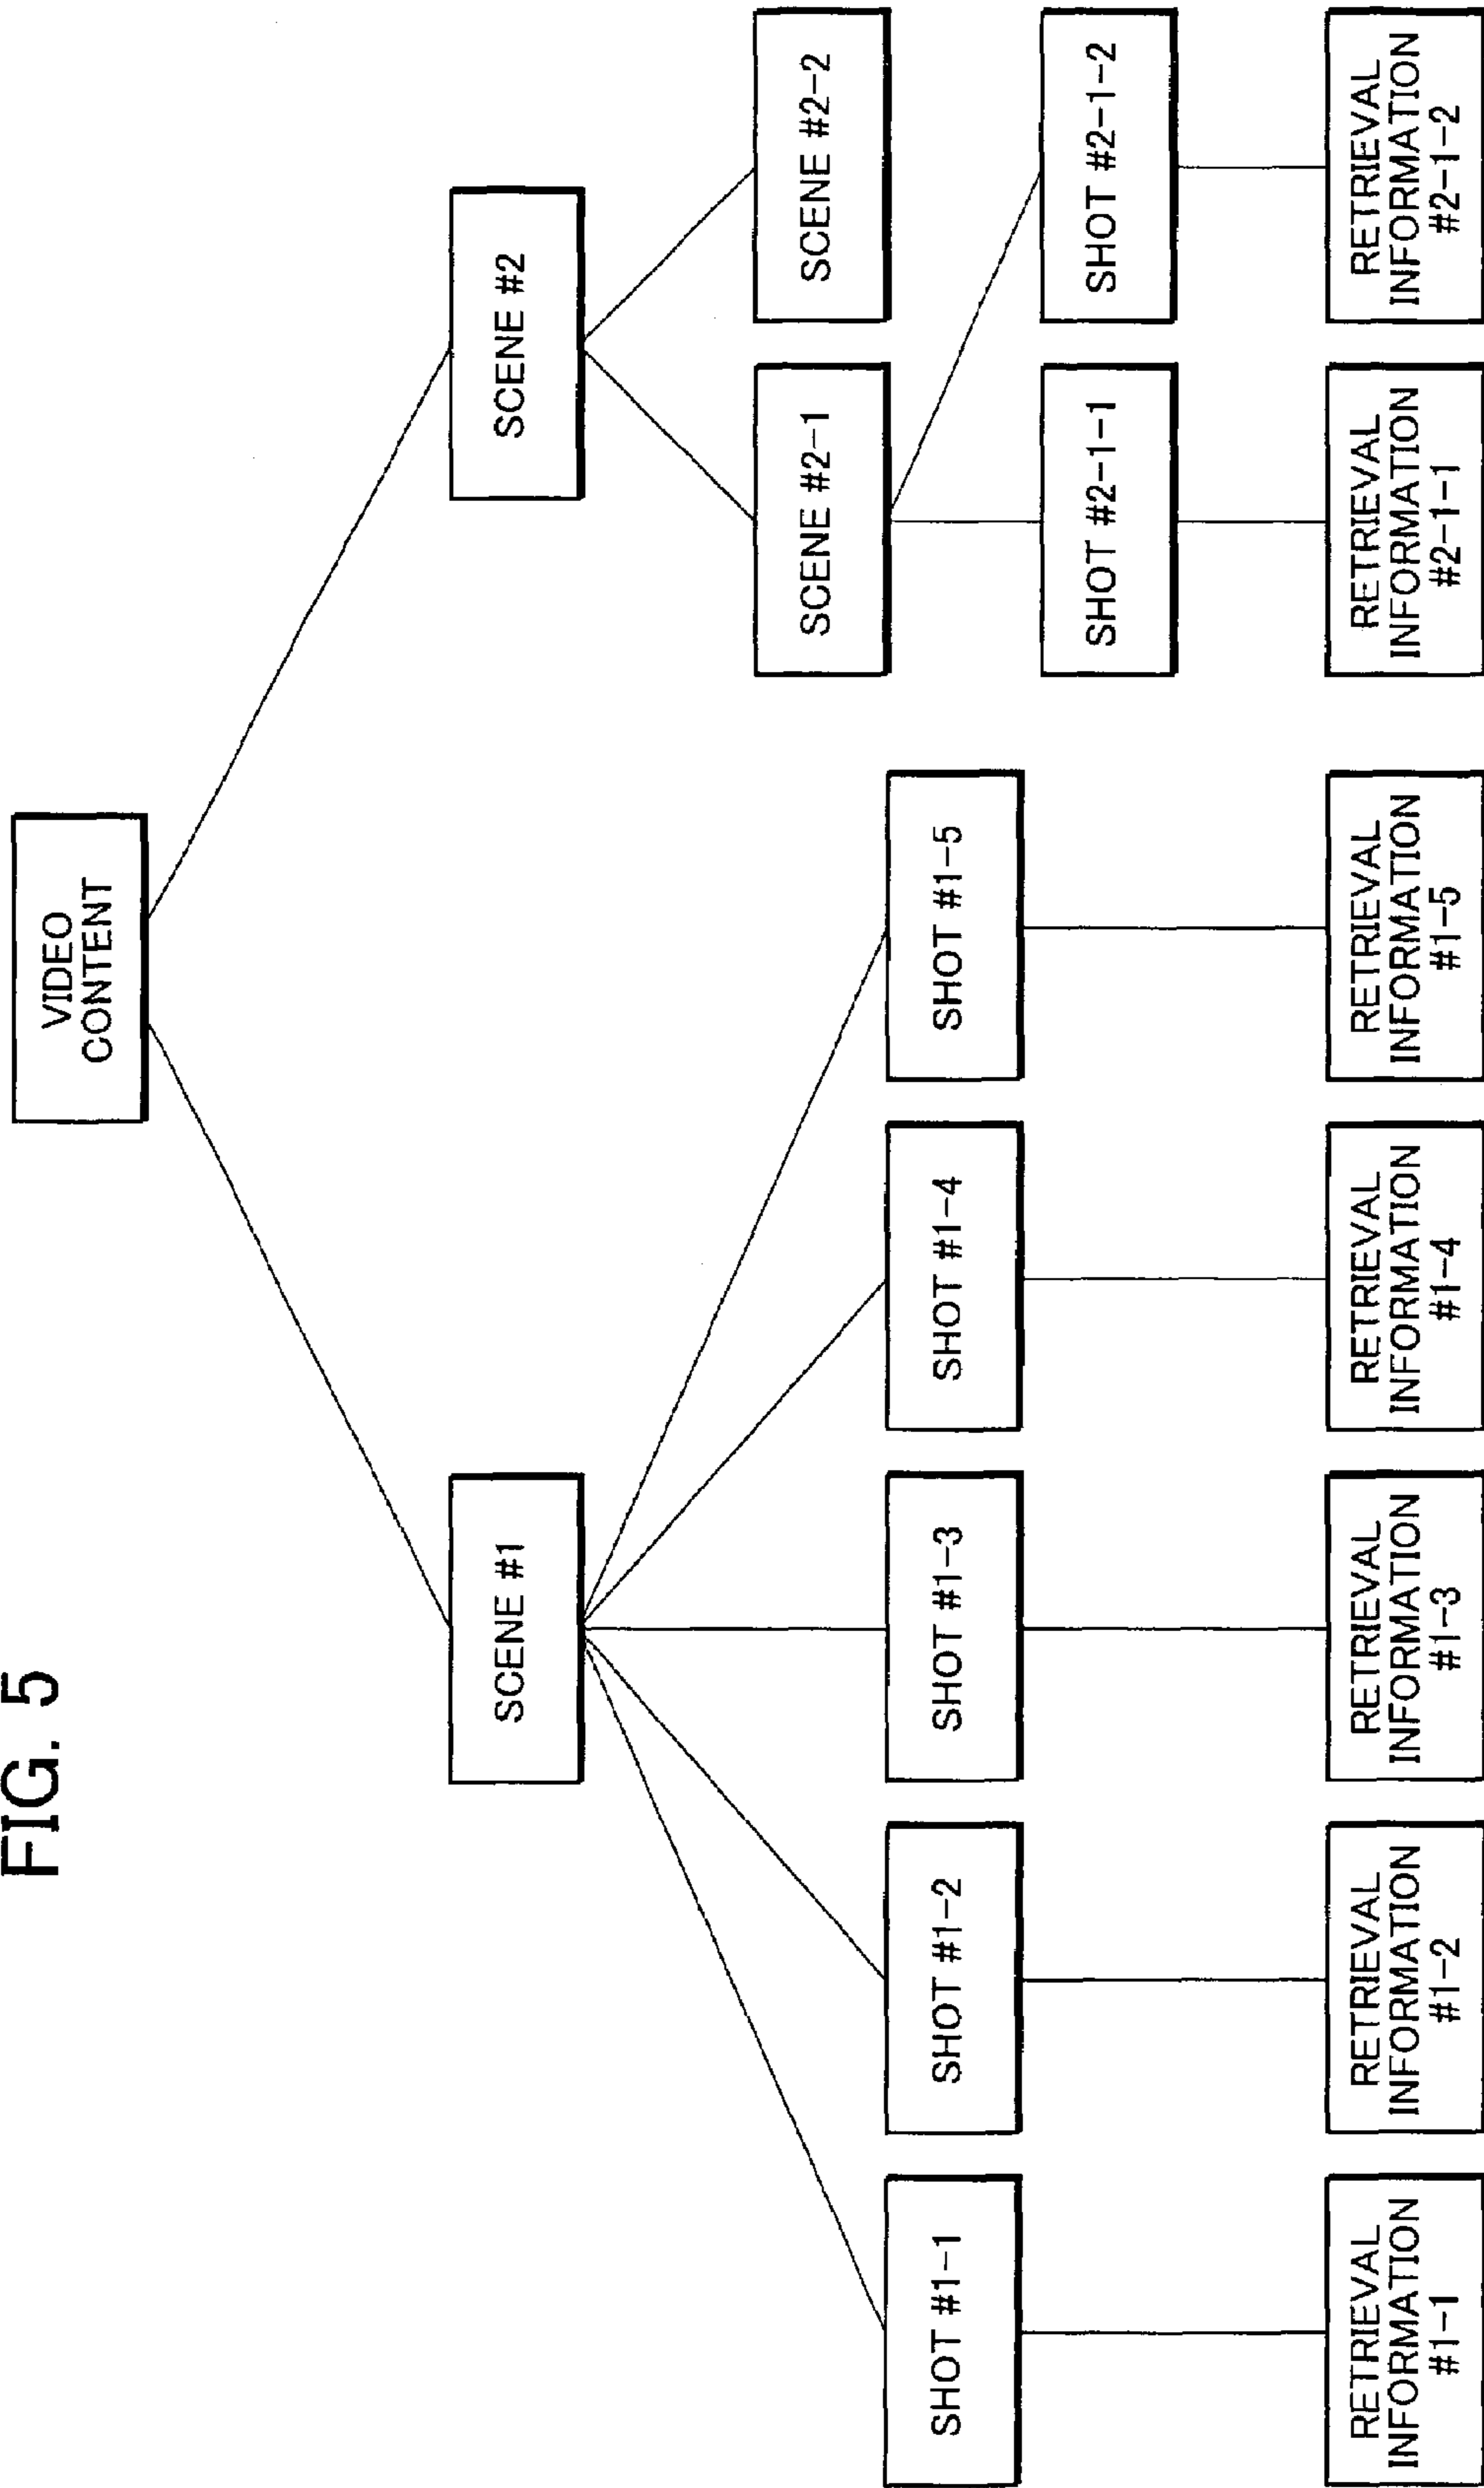 FIG. 5
VIDEO
CONTENT
SCENE #1
SCENE #2
SCENE #2-1
SCENE #2-2
SHOT #1-1
SHOT #1-2
SHOT #1-3
SHOT #1-4
SHOT #1-5
SHOT #2-1-1
SHOT #2-1-2
RETRIEVAL
INFORMATION
#1-1
RETRIEVAL
INFORMATION
#1-2
RETRIEVAL
INFORMATION
#1-3
RETRIEVAL
INFORMATION
#1-4
RETRIEVAL
INFORMATION
#1-5
RETRIEVAL
INFORMATION
#2-1-1
RETRIEVAL
INFORMATION
#2-1-2